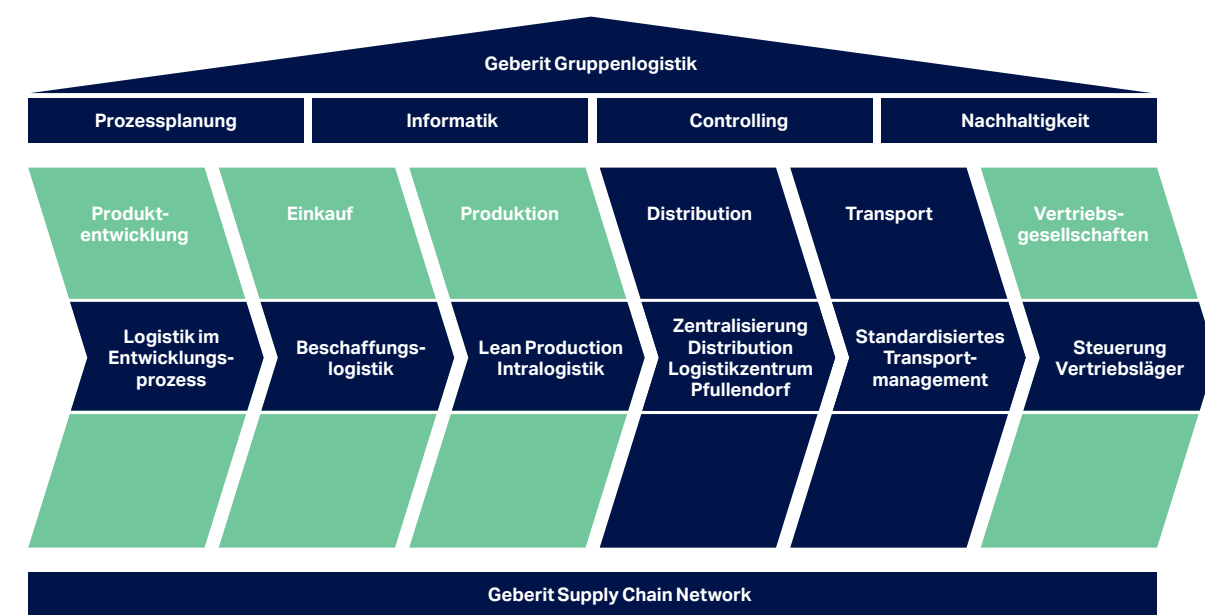 Geberit Gruppenlogistik
Prozessplanung
Informatik
Controlling
Nachhaltigkeit
Produkt-
entwicklung
Einkauf
Produktion
Distribution
Transport
Vertriebs-
gesellschaften
Logistik im
Entwicklungs-
prozess
Beschaffungs-
logistik
Lean Production
Intralogistik
Zentralisierung
Distribution
Logistikzentrum
Pfullendorf
Standardisiertes
Transport-
management
Steuerung
Vertriebsläger
Geberit Supply Chain Network